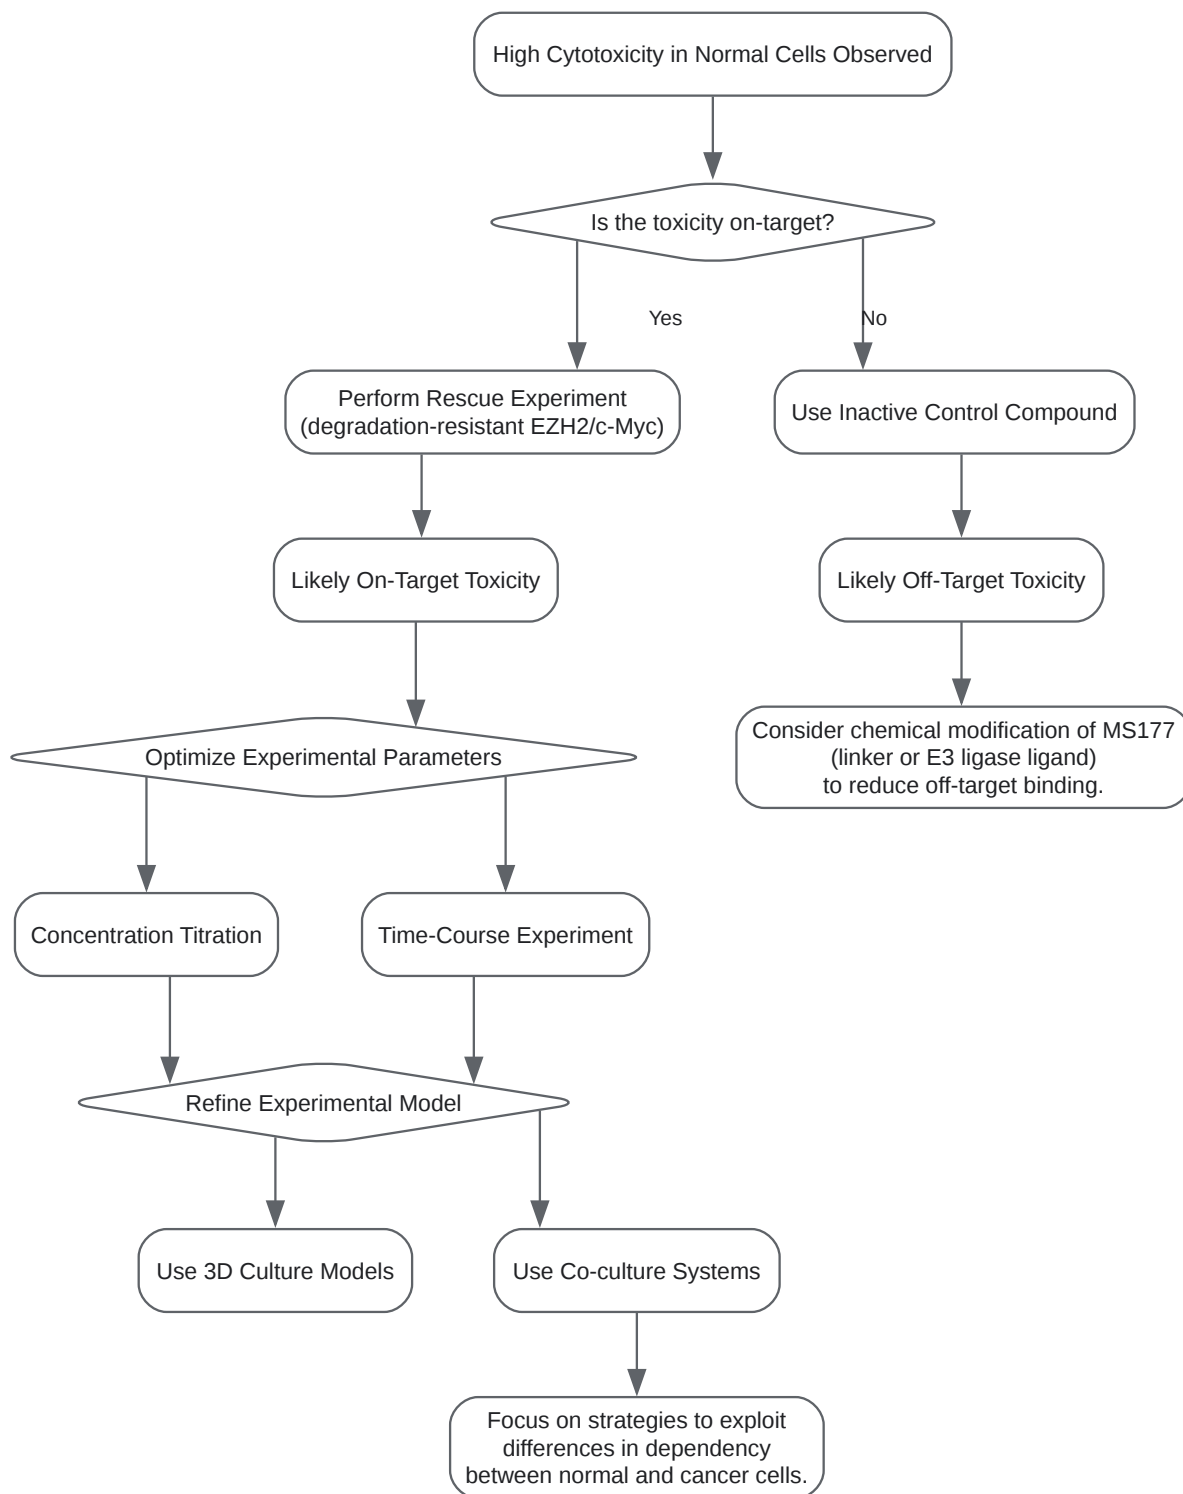 High Cytotoxicity in Normal Cells Observed
Is the toxicity on-target?
Yes
No
Perform Rescue Experiment
(degradation-resistant EZH2/c-Myc)
Use Inactive Control Compound
Likely On-Target Toxicity
Likely Off-Target Toxicity
Optimize Experimental Parameters
Consider chemical modification of MS177
(linker or E3 ligase ligand)
to reduce off-target binding.
Concentration Titration
Time-Course Experiment
Refine Experimental Model
Use 3D Culture Models
Use Co-culture Systems
Focus on strategies to exploit
differences in dependency
between normal and cancer cells.